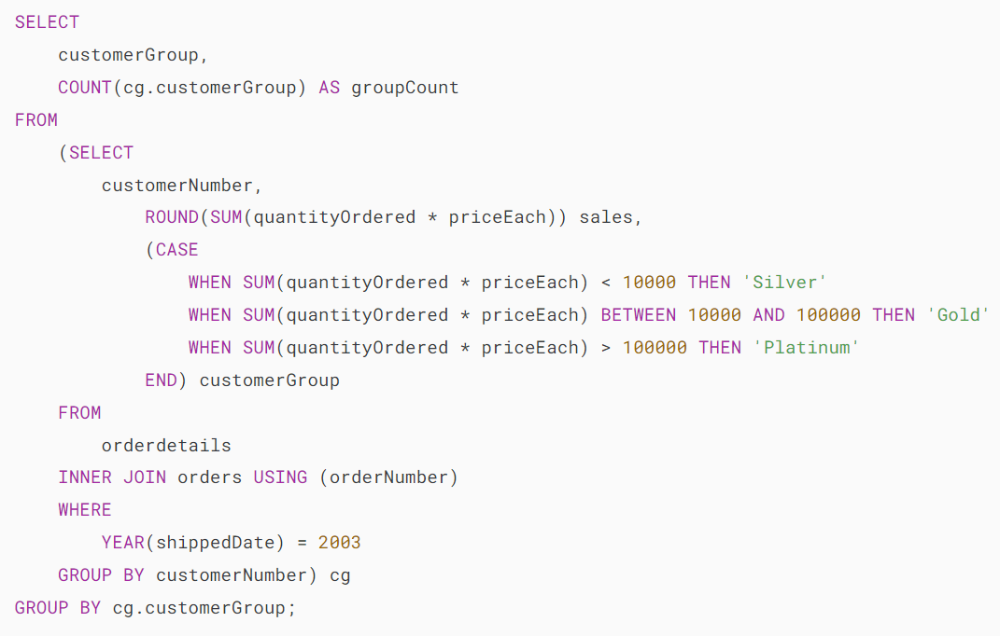 SELECT
    customerGroup,
    COUNT(cg.customerGroup) AS groupCount
FROM
    (SELECT
        customerNumber,
            ROUND(SUM(quantityOrdered * priceEach)) sales,
            (CASE
                WHEN SUM(quantityOrdered * priceEach) < 10000 THEN 'Silver'
                WHEN SUM(quantityOrdered * priceEach) BETWEEN 10000 AND 100000 THEN 'Gold'
                WHEN SUM(quantityOrdered * priceEach) > 100000 THEN 'Platinum'
            END) customerGroup
    FROM
        orderdetails
    INNER JOIN orders USING (orderNumber)
    WHERE
        YEAR(shippedDate) = 2003
    GROUP BY customerNumber) cg
GROUP BY cg.customerGroup;